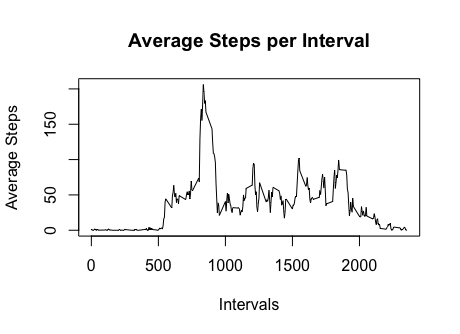 Average Steps per Interval
Average Steps
150
50
0
0 500 1000 1500 2000
Intervals